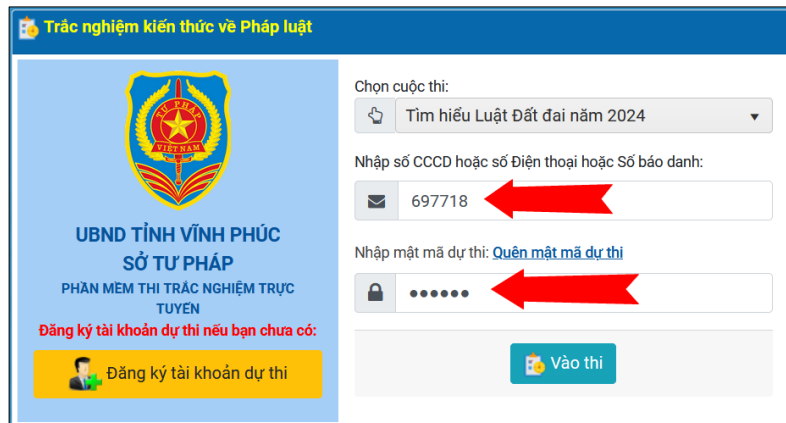 Trắc nghiệm kiến thức về Pháp luật
TƯ PHÁP
VIỆT NAM
UBND TỈNH VĨNH PHÚC
SỞ TƯ PHÁP
PHẦN MỀM THI TRẮC NGHIỆM TRỰC
TUYẾN
Đăng ký tài khoản dự thi nếu bạn chưa có:
Đăng ký tài khoản dự thi
Chọn cuộc thi:
Tìm hiểu Luật Đất đai năm 2024
Nhập số CCCD hoặc số Điện thoại hoặc Số báo danh:
697718
Nhập mật mã dự thi: Quên mật mã dự thi
Vào thi